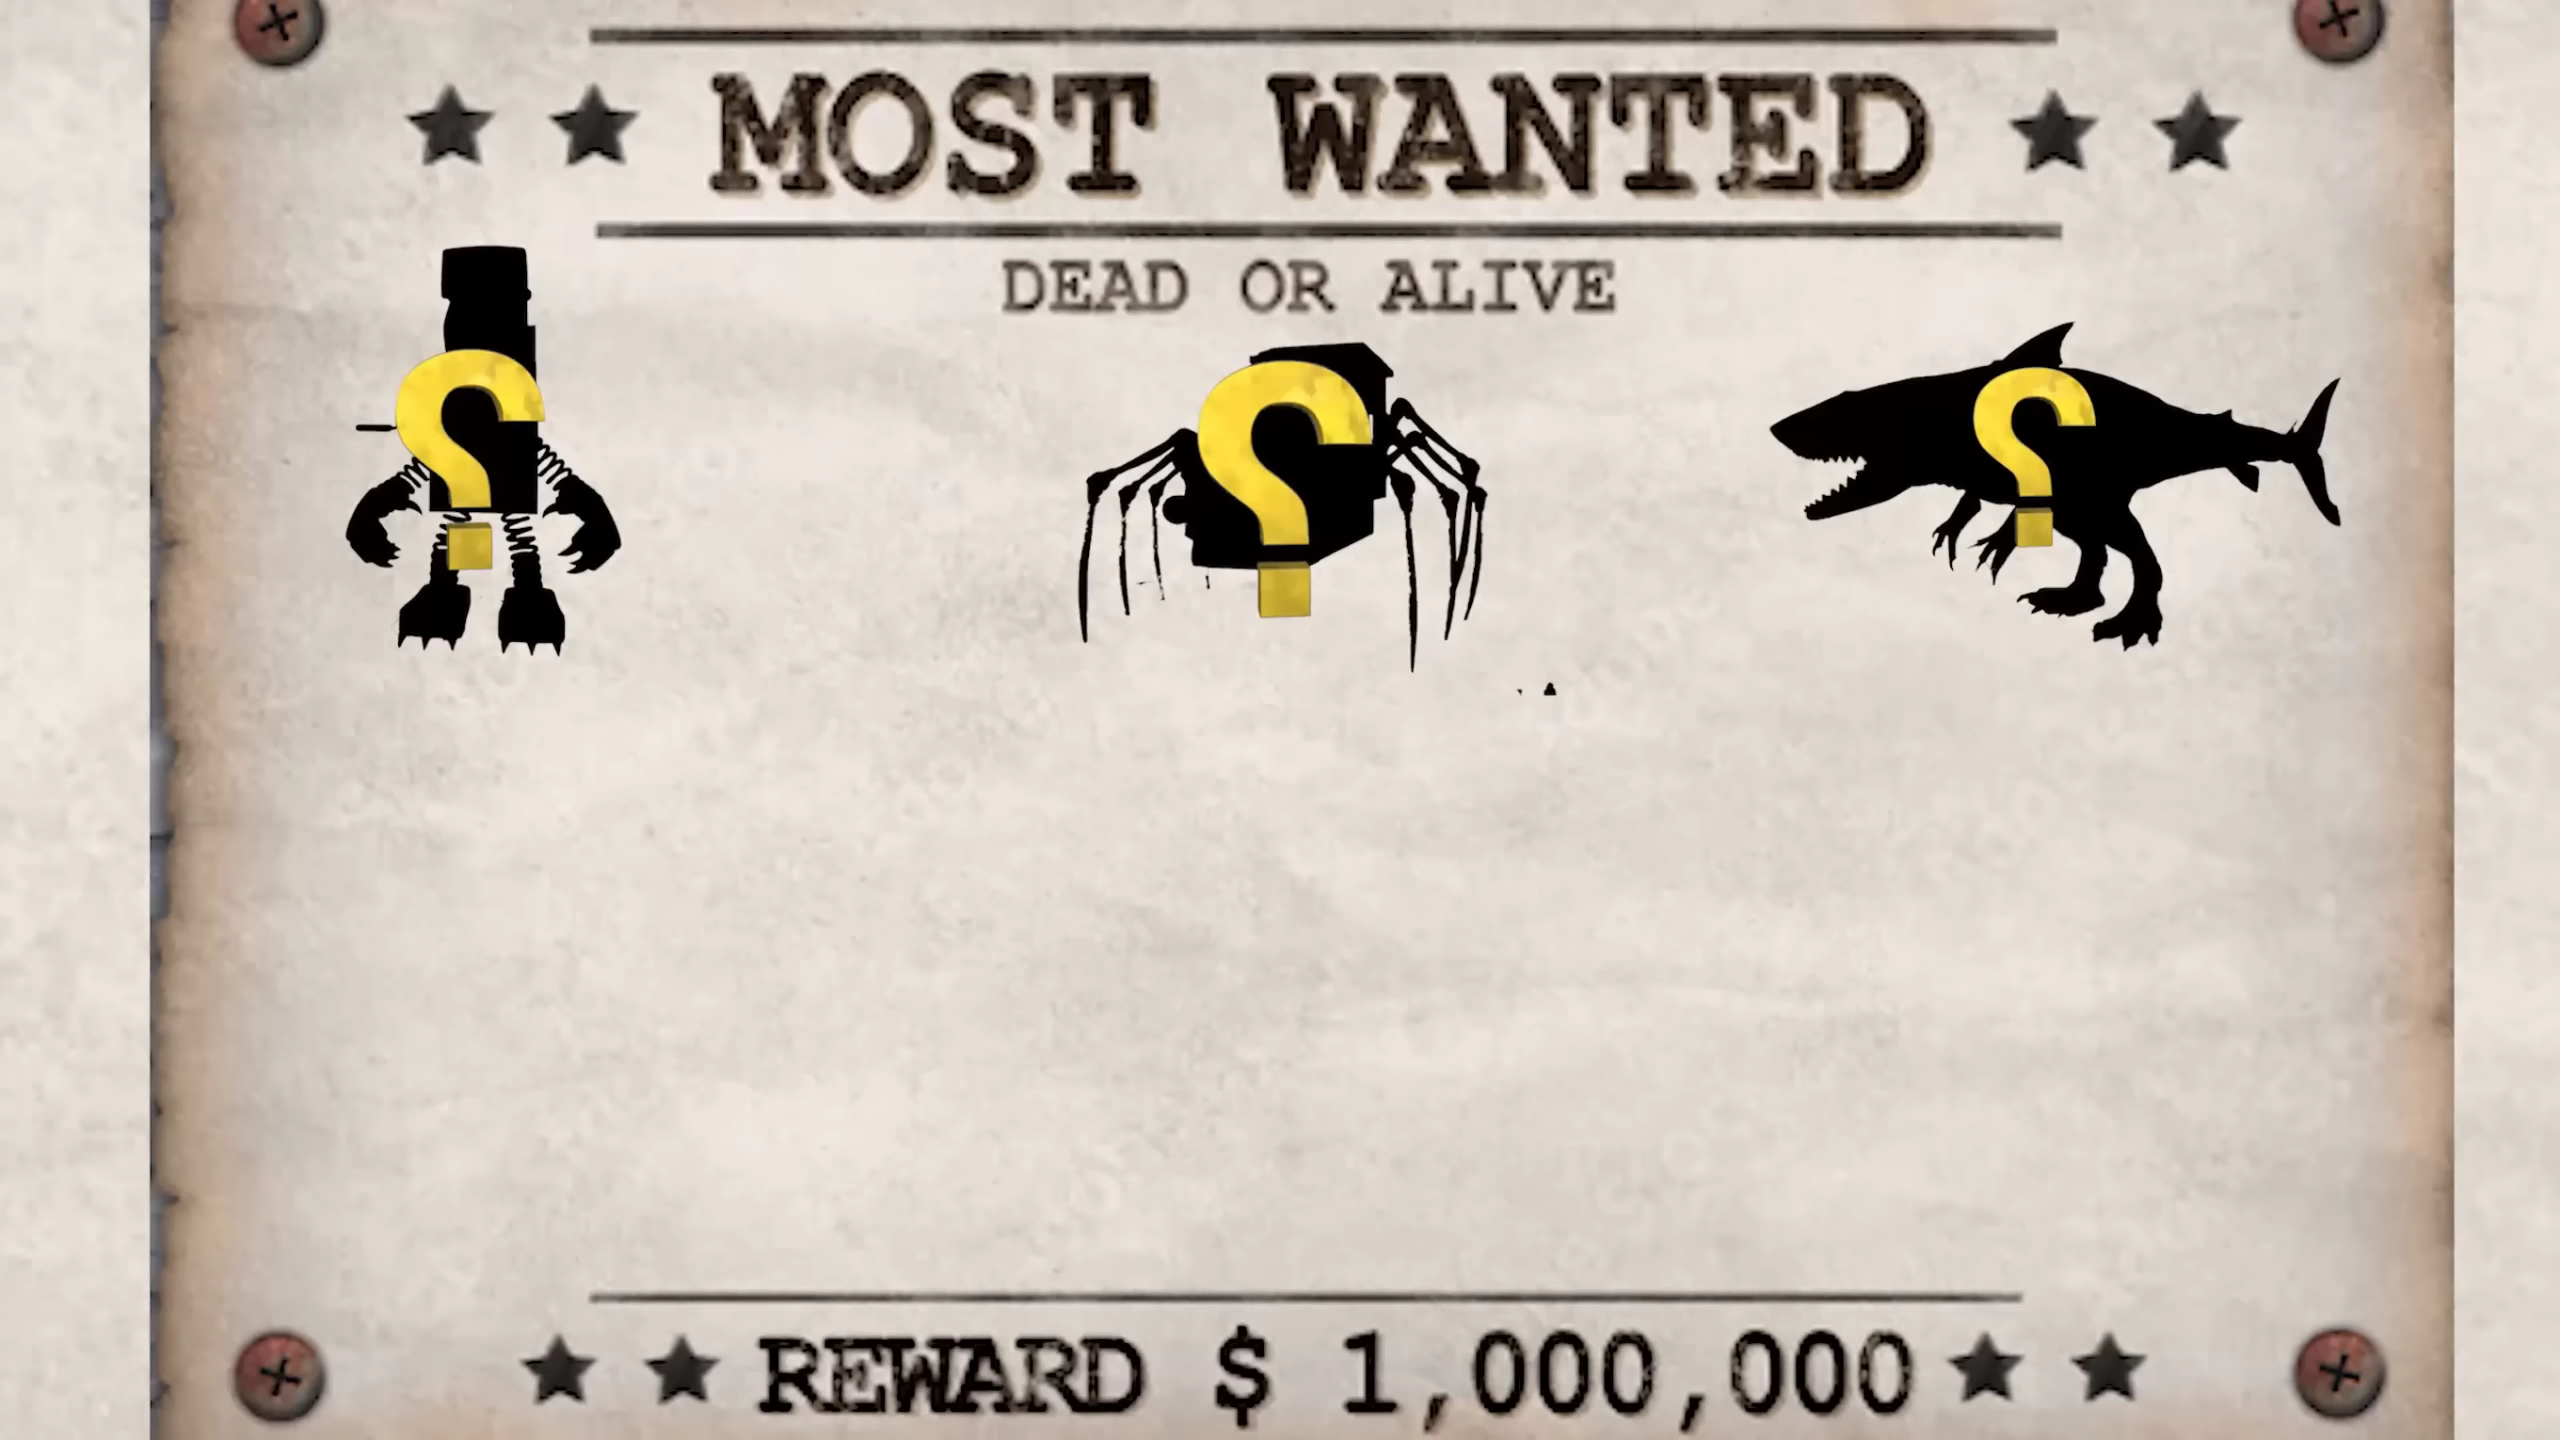 MOST WANTED
DEAD OR ALIVE
? ? ?
REWARD $ 1,000,000